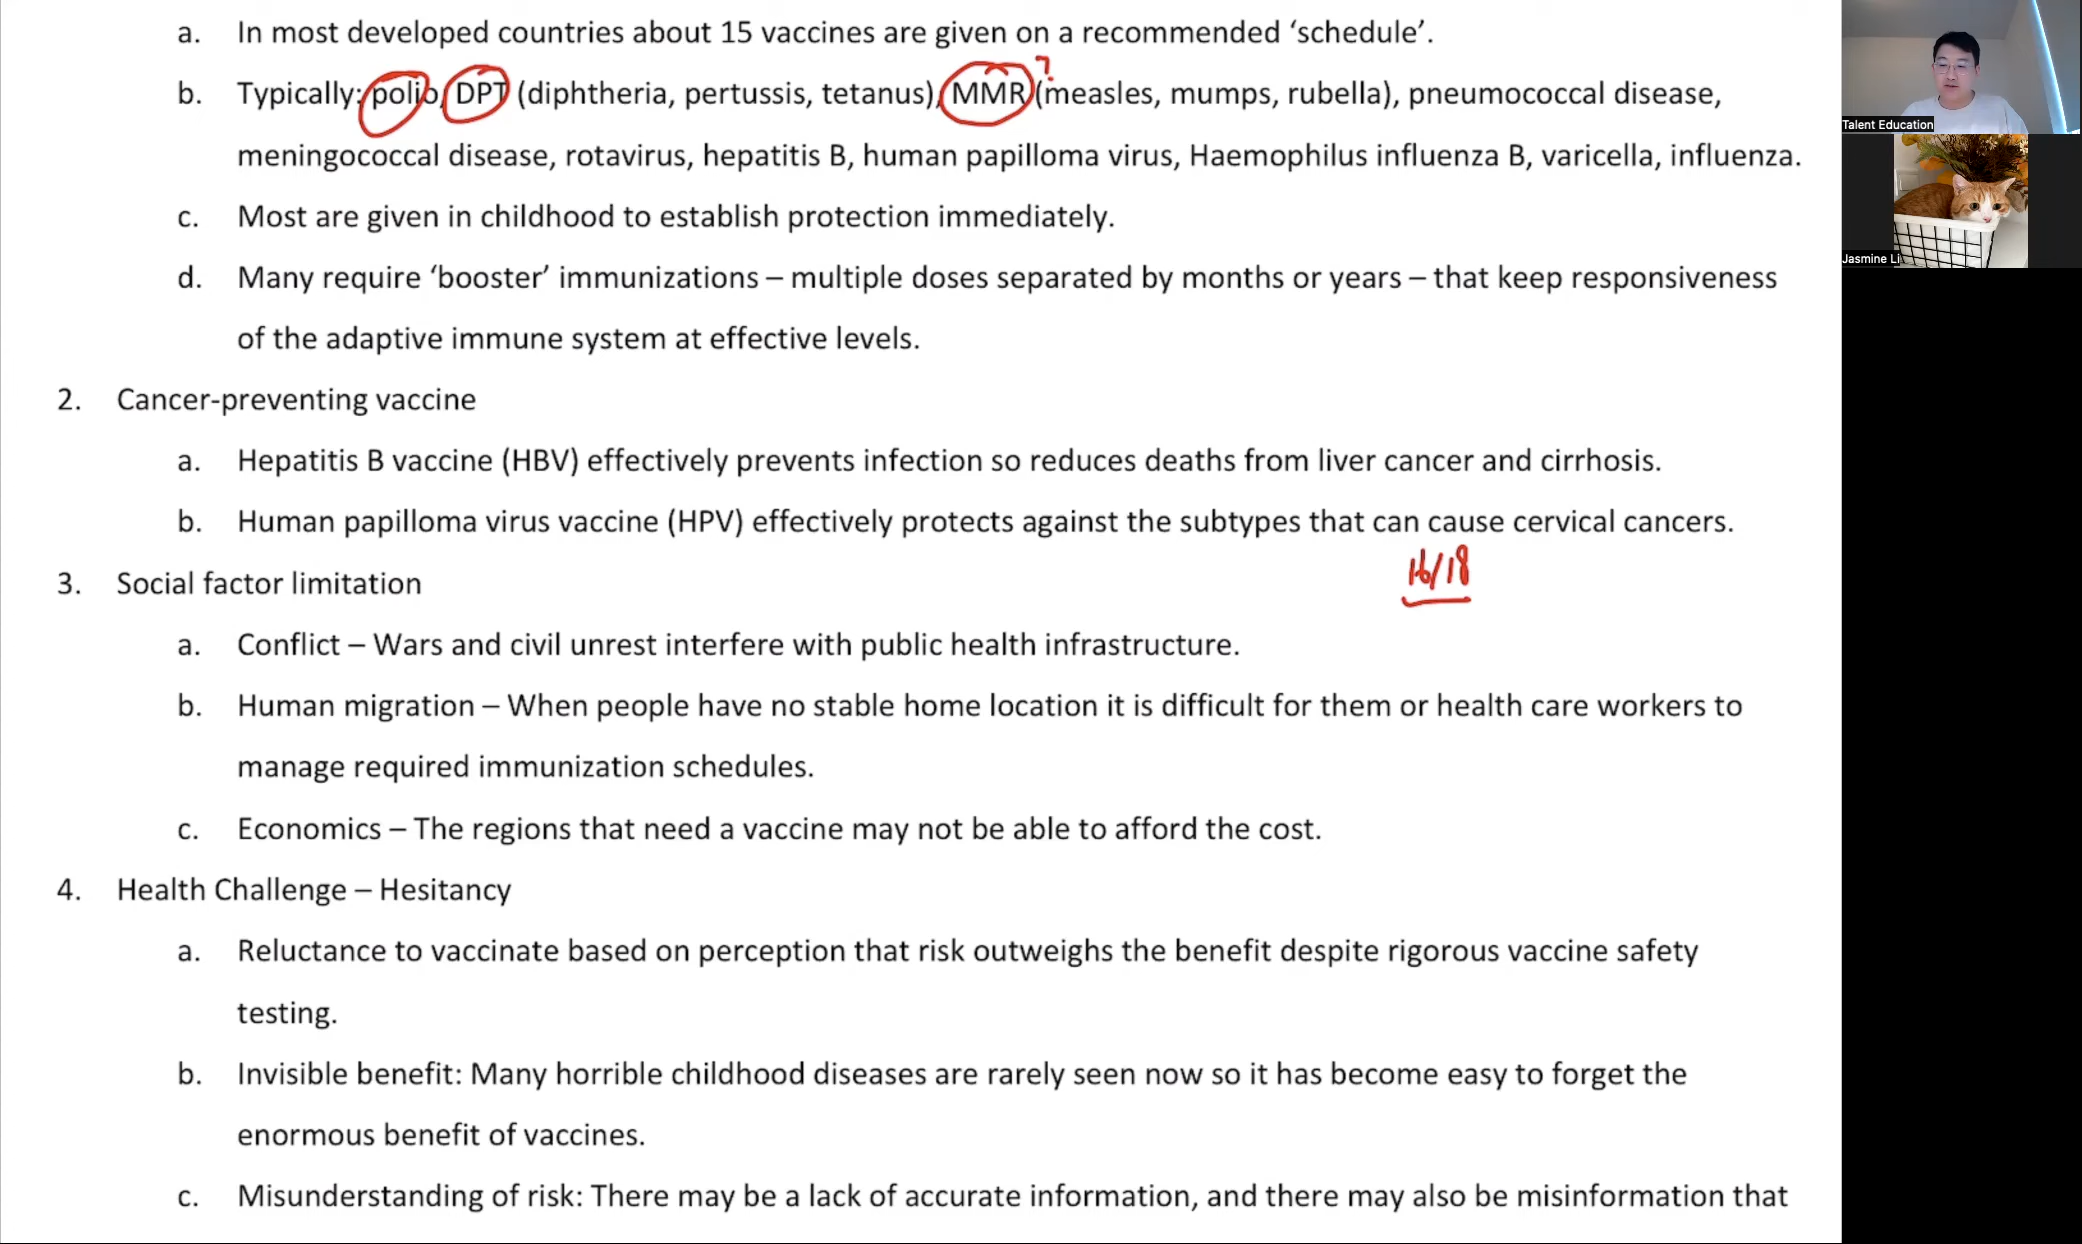 a. In most developed countries about 15 vaccines are given on a recommended ‘schedule’.
b. Typically: polio, DPT (diphtheria, pertussis, tetanus), MMR (measles, mumps, rubella), pneumococcal disease,
?
meningococcal disease, rotavirus, hepatitis B, human papilloma virus, Haemophilus influenza B, varicella, influenza.
c. Most are given in childhood to establish protection immediately.
d. Many require ‘booster’ immunizations – multiple doses separated by months or years – that keep responsiveness
of the adaptive immune system at effective levels.
2. Cancer-preventing vaccine
a. Hepatitis B vaccine (HBV) effectively prevents infection so reduces deaths from liver cancer and cirrhosis.
b. Human papilloma virus vaccine (HPV) effectively protects against the subtypes that can cause cervical cancers.
16/18
3. Social factor limitation
a. Conflict – Wars and civil unrest interfere with public health infrastructure.
b. Human migration – When people have no stable home location it is difficult for them or health care workers to
manage required immunization schedules.
c. Economics – The regions that need a vaccine may not be able to afford the cost.
4. Health Challenge – Hesitancy
a. Reluctance to vaccinate based on perception that risk outweighs the benefit despite rigorous vaccine safety
testing.
b. Invisible benefit: Many horrible childhood diseases are rarely seen now so it has become easy to forget the
enormous benefit of vaccines.
c. Misunderstanding of risk: There may be a lack of accurate information, and there may also be misinformation that
Talent Education
Jasmine Li